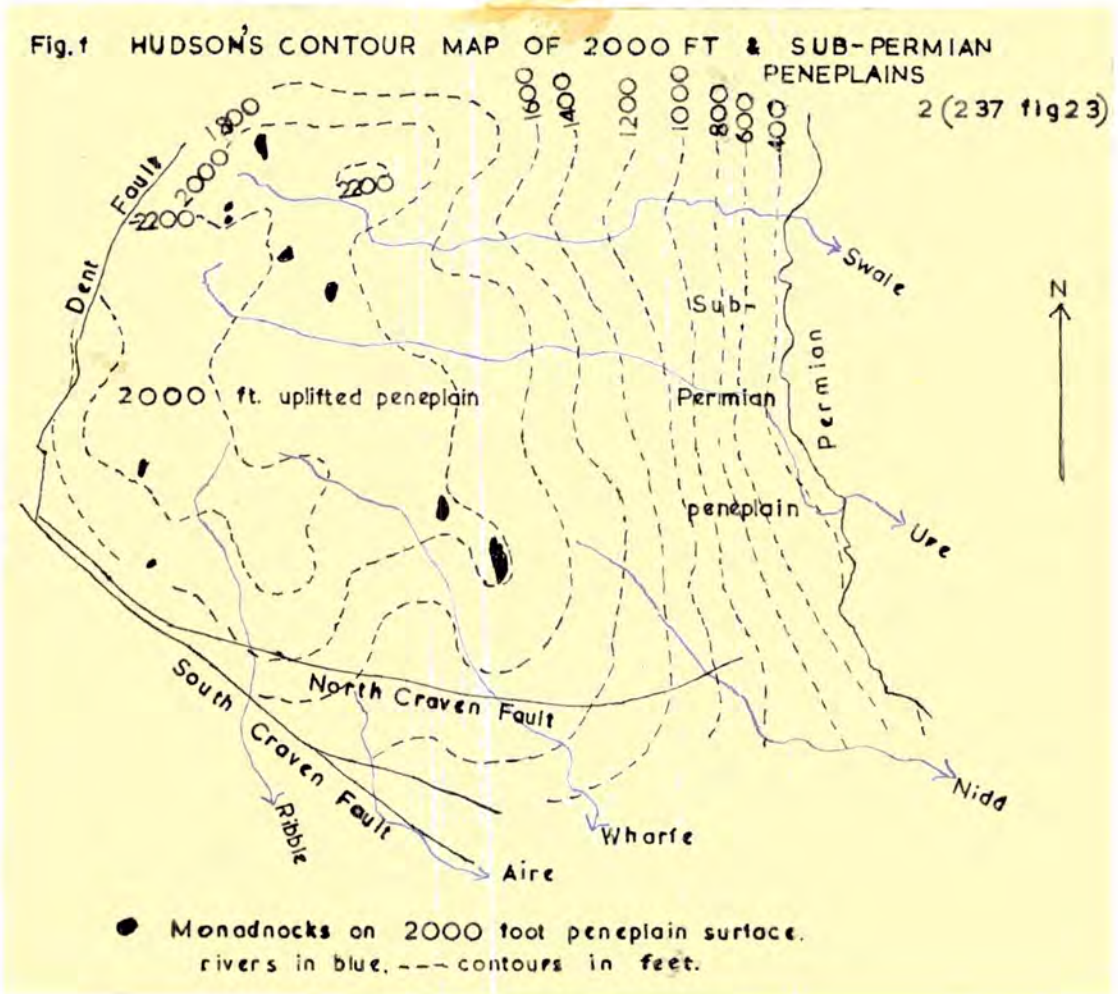 Fig.1 HUDSON'S CONTOUR MAP OF 2000 FT & SUB-PERMIAN
PENEPLAINS
2 (237 fig 23)
1800
2000
2200
2200
1600
1400
1200
1000
800
600
400
Dent Fault
Swale
N
Sub-
Permian
peneplain
Permian
2000 ft. uplifted peneplain
Ure
North Craven Fault
South Craven Fault
Nidd
Ribble
Wharfe
Aire
Monadnocks on 2000 foot peneplain surface.
rivers in blue, --- contours in feet.